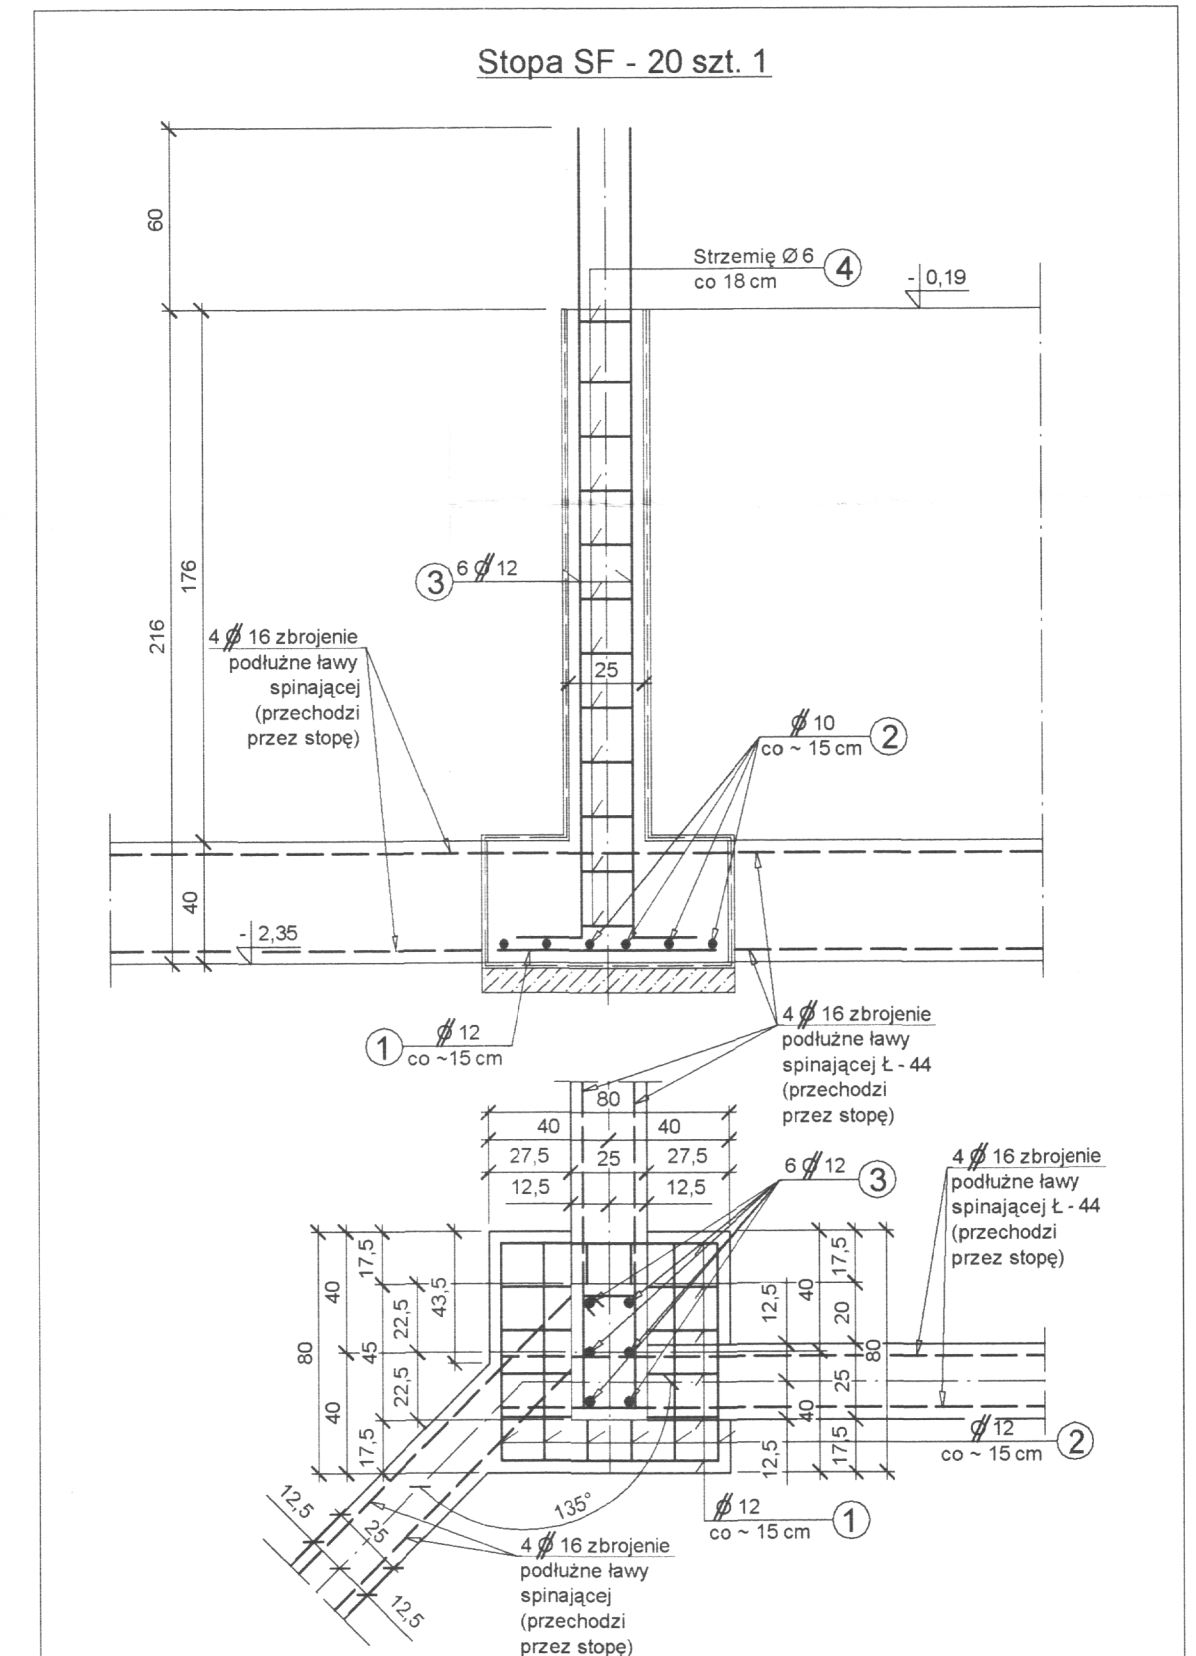 Stopa SF - 20 szt. 1
60
Strzemię Ø 6
co 18 cm
4
- 0,19
176
216
3
6 Ø 12
4 Ø 16 zbrojenie
podłużne ławy
spinającej
(przechodzi
przez stopę)
25
Ø 10
co ~ 15 cm
2
40
- 2,35
1
Ø 12
co ~15 cm
4 Ø 16 zbrojenie
podłużne ławy
spinającej Ł - 44
(przechodzi
przez stopę)
80
40
40
27,5
25
27,5
12,5
12,5
6 Ø 12
3
4 Ø 16 zbrojenie
podłużne ławy
spinającej Ł - 44
(przechodzi
przez stopę)
80
40
40
17,5
45
17,5
22,5
22,5
43,5
12,5
12,5
40
40
17,5
20
25
17,5
80
Ø 12
co ~ 15 cm
2
135°
Ø 12
co ~ 15 cm
1
12,5
25
12,5
4 Ø 16 zbrojenie
podłużne ławy
spinającej
(przechodzi
przez stopę)